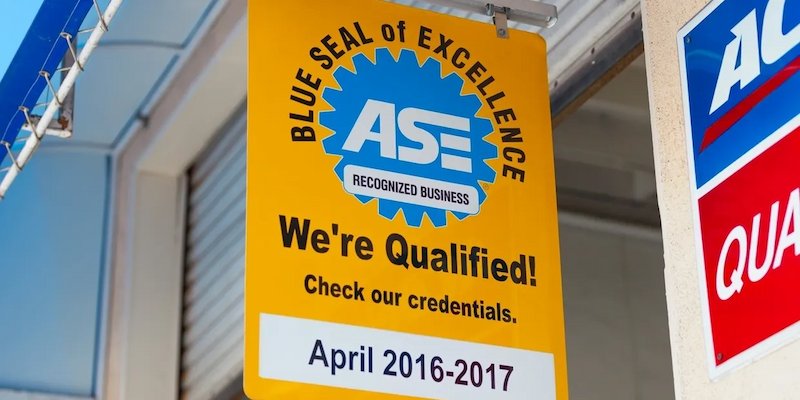 BLUE SEAL of EXCELLENCE
ASE
RECOGNIZED BUSINESS
We're Qualified!
Check our credentials.
April 2016-2017